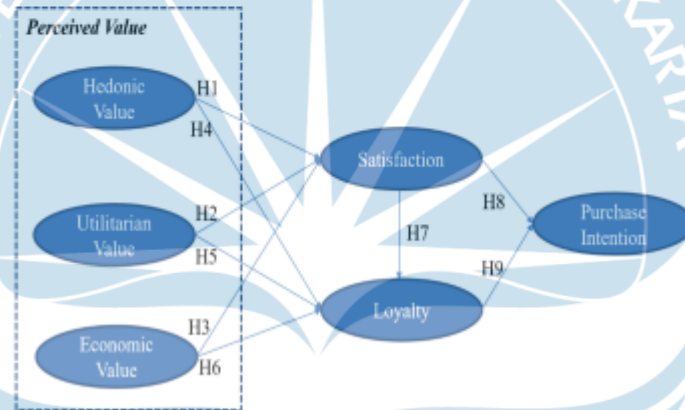 Perceived Value
Hedonic
Value
H1
H4
Utilitarian
Value
H2
H5
Economic
Value
H3
H6
Satisfaction
H7
Loyalty
H8
H9
Purchase
Intention
KARTA